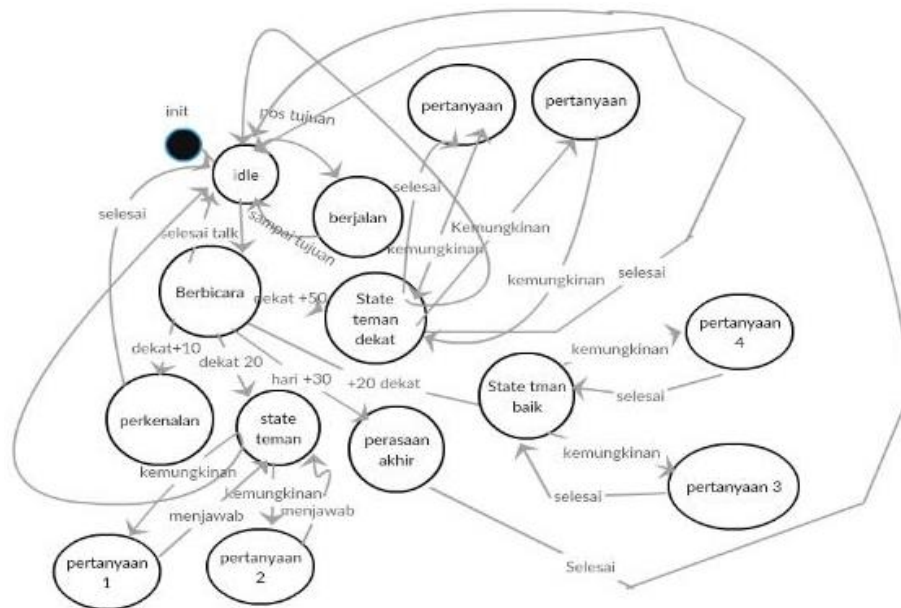 init
pos tujuan
idle
pertanyaan
pertanyaan
selesai
berjalan
selesai
Kemungkinan
selesai talk
sampai tujuan
kemungkinan
Berbicara
dekat +50
State
teman
dekat
kemungkinan
selesai
pertanyaan
4
dekat+10
dekat 20
hari +30
+20 dekat
State tman
baik
kemungkinan
selesai
perkenalan
state
teman
perasaan
akhir
kemungkinan
kemungkinan
kemungkinan
menjawab
menjawab
selesai
pertanyaan 3
pertanyaan
1
pertanyaan
2
Selesai